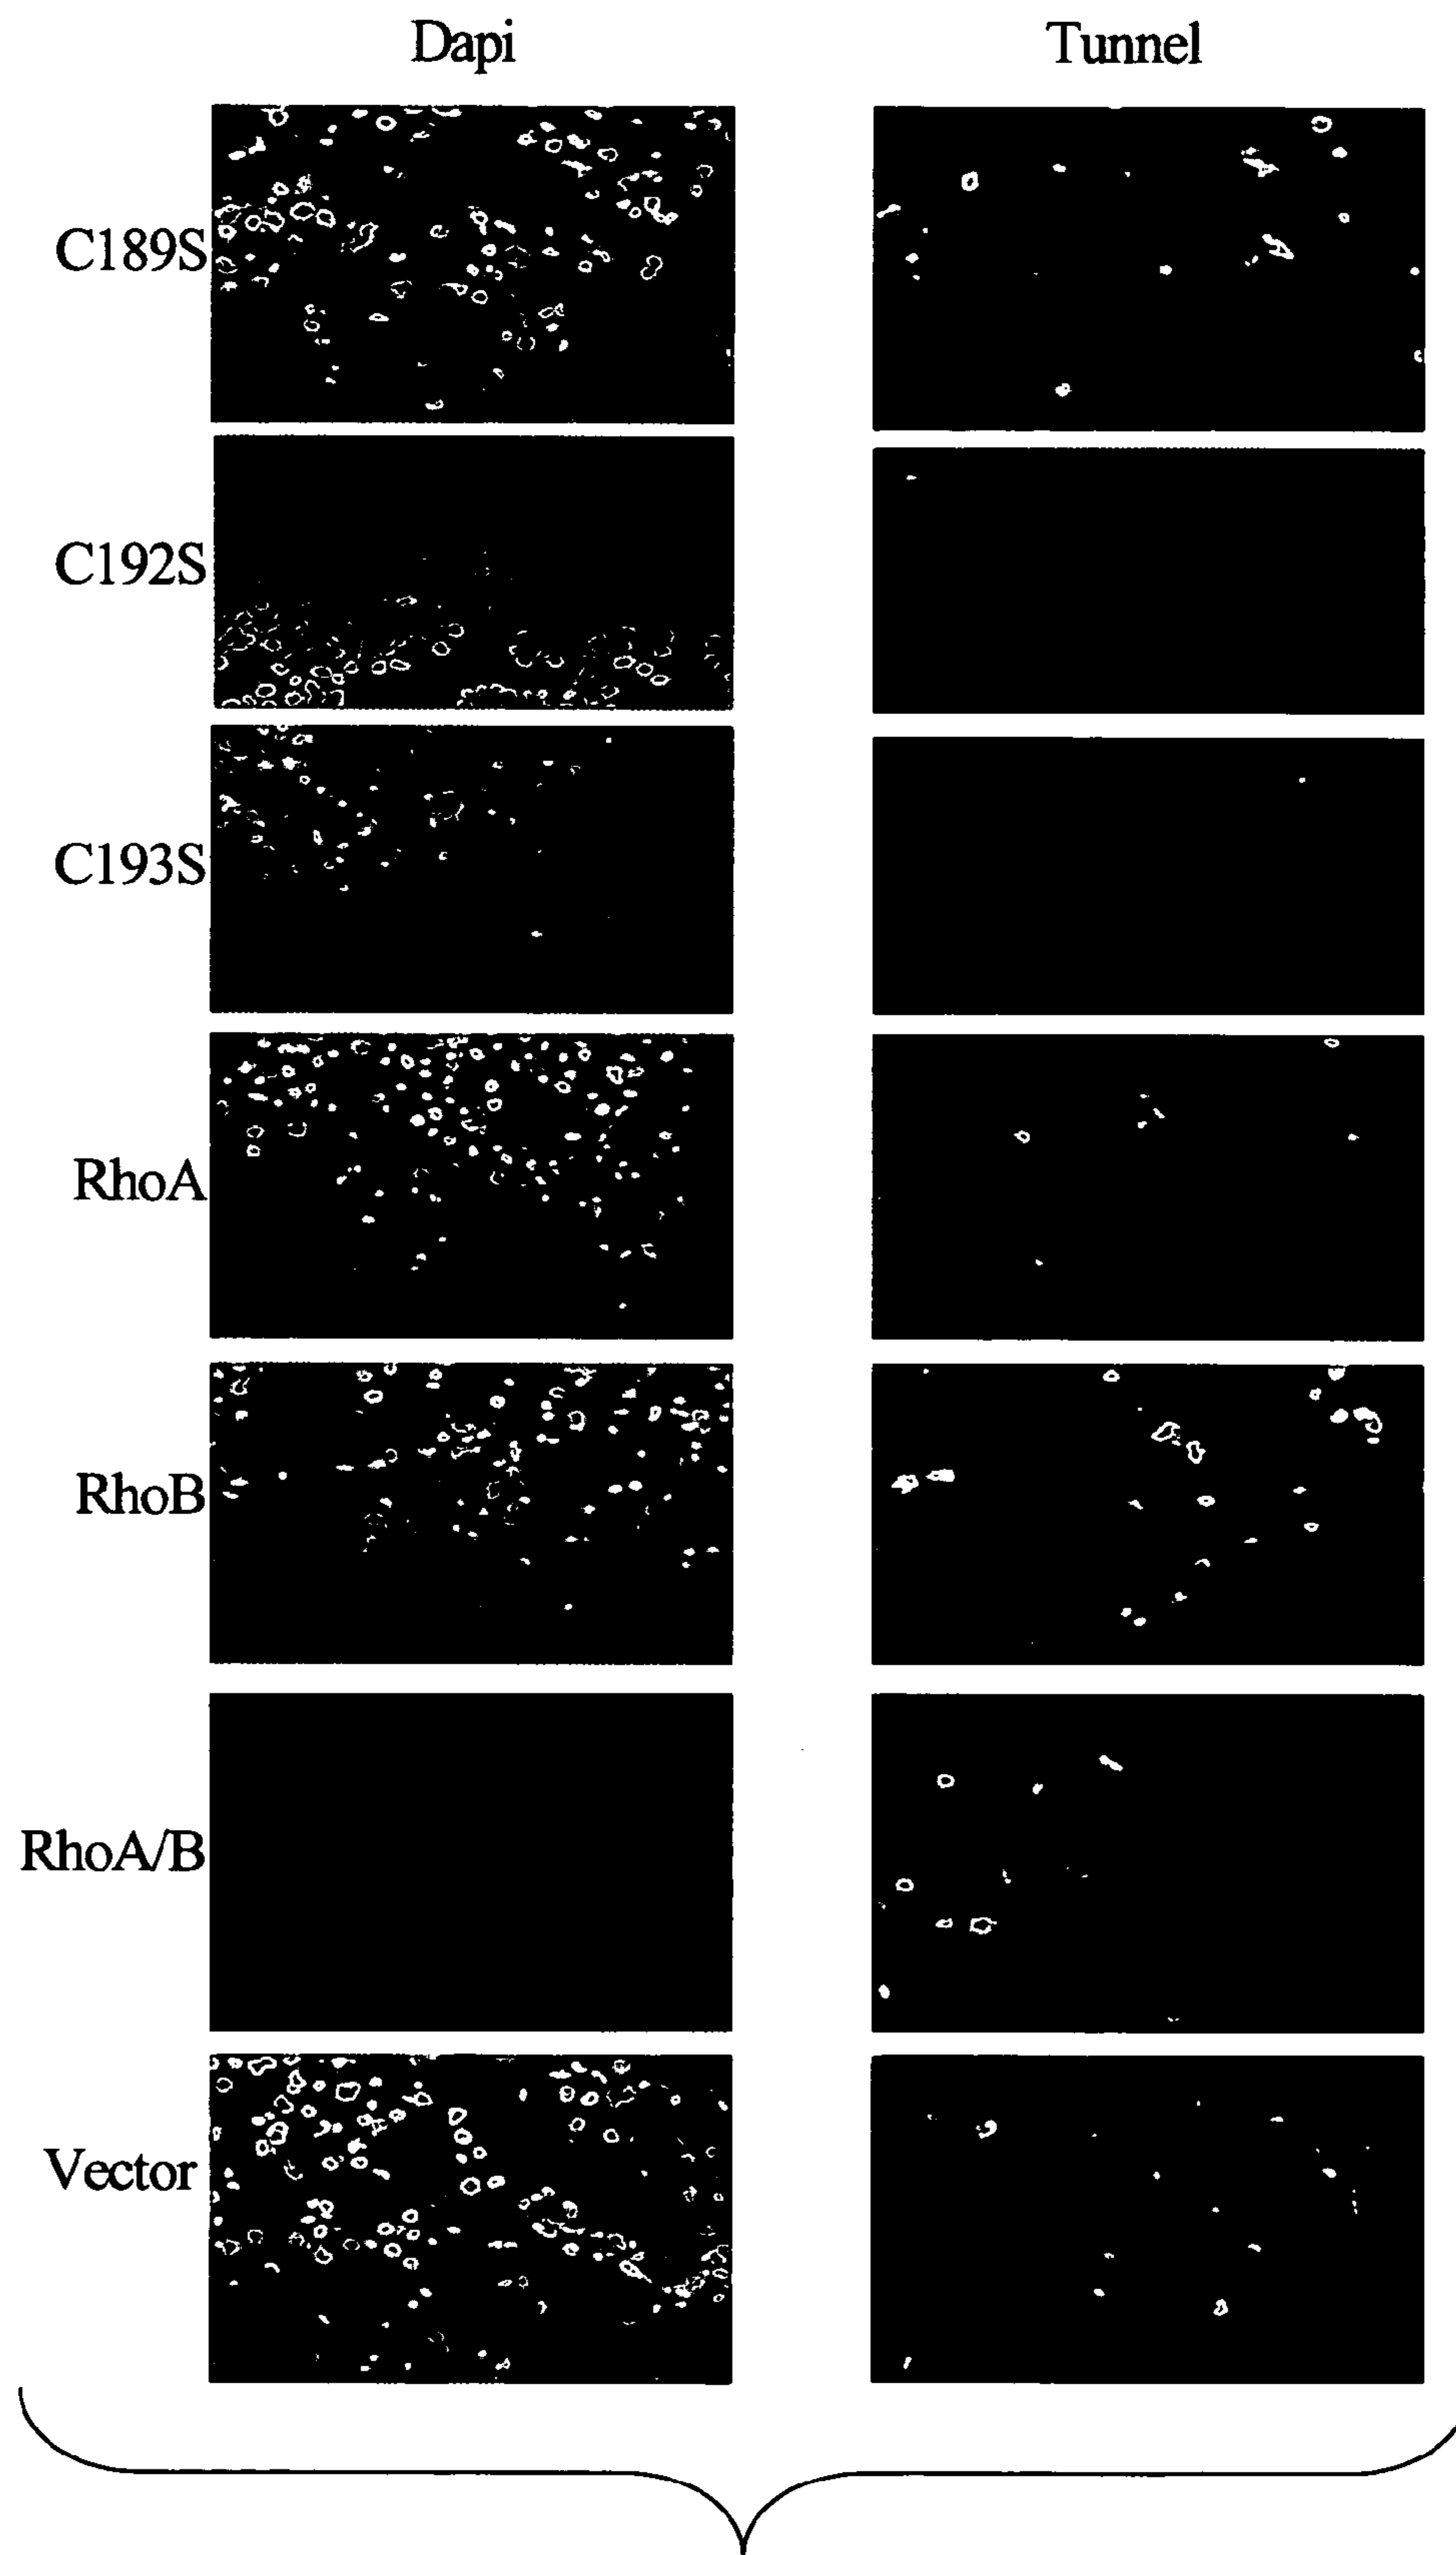 Dapi Tunnel
C189S
C192S
C193S
RhoA
RhoB
RhoA/B
Vector